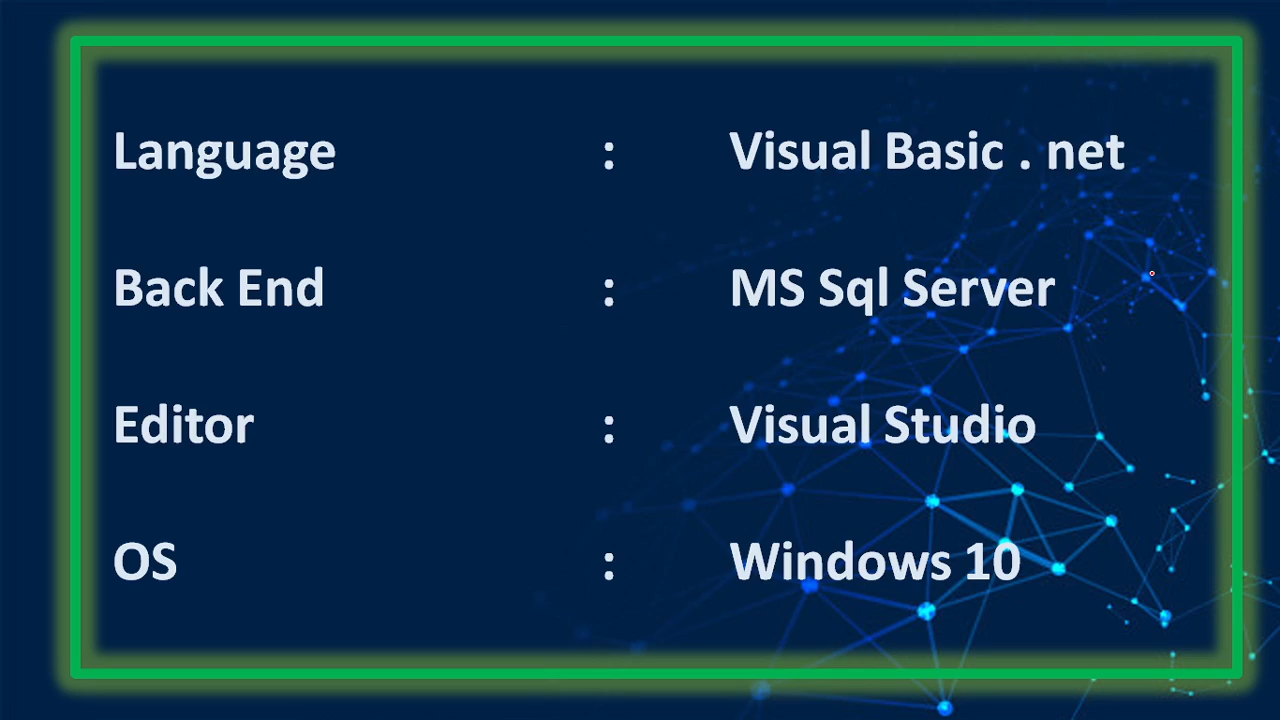 Language : Visual Basic . net
Back End : MS Sql Server
Editor : Visual Studio
OS : Windows 10